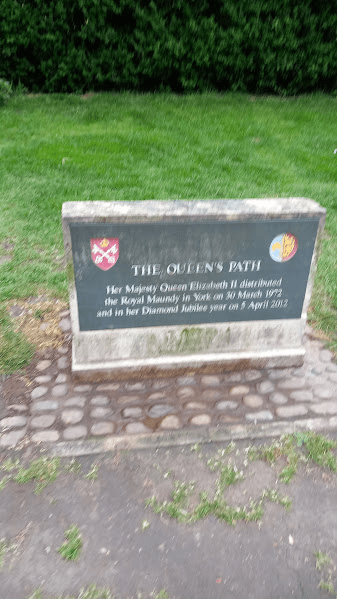 THE QUEEN'S PATH
Her Majesty Queen Elizabeth II distributed
the Royal Maundy in York on 30 March 1972
and in her Diamond Jubilee year on 5 April 2012